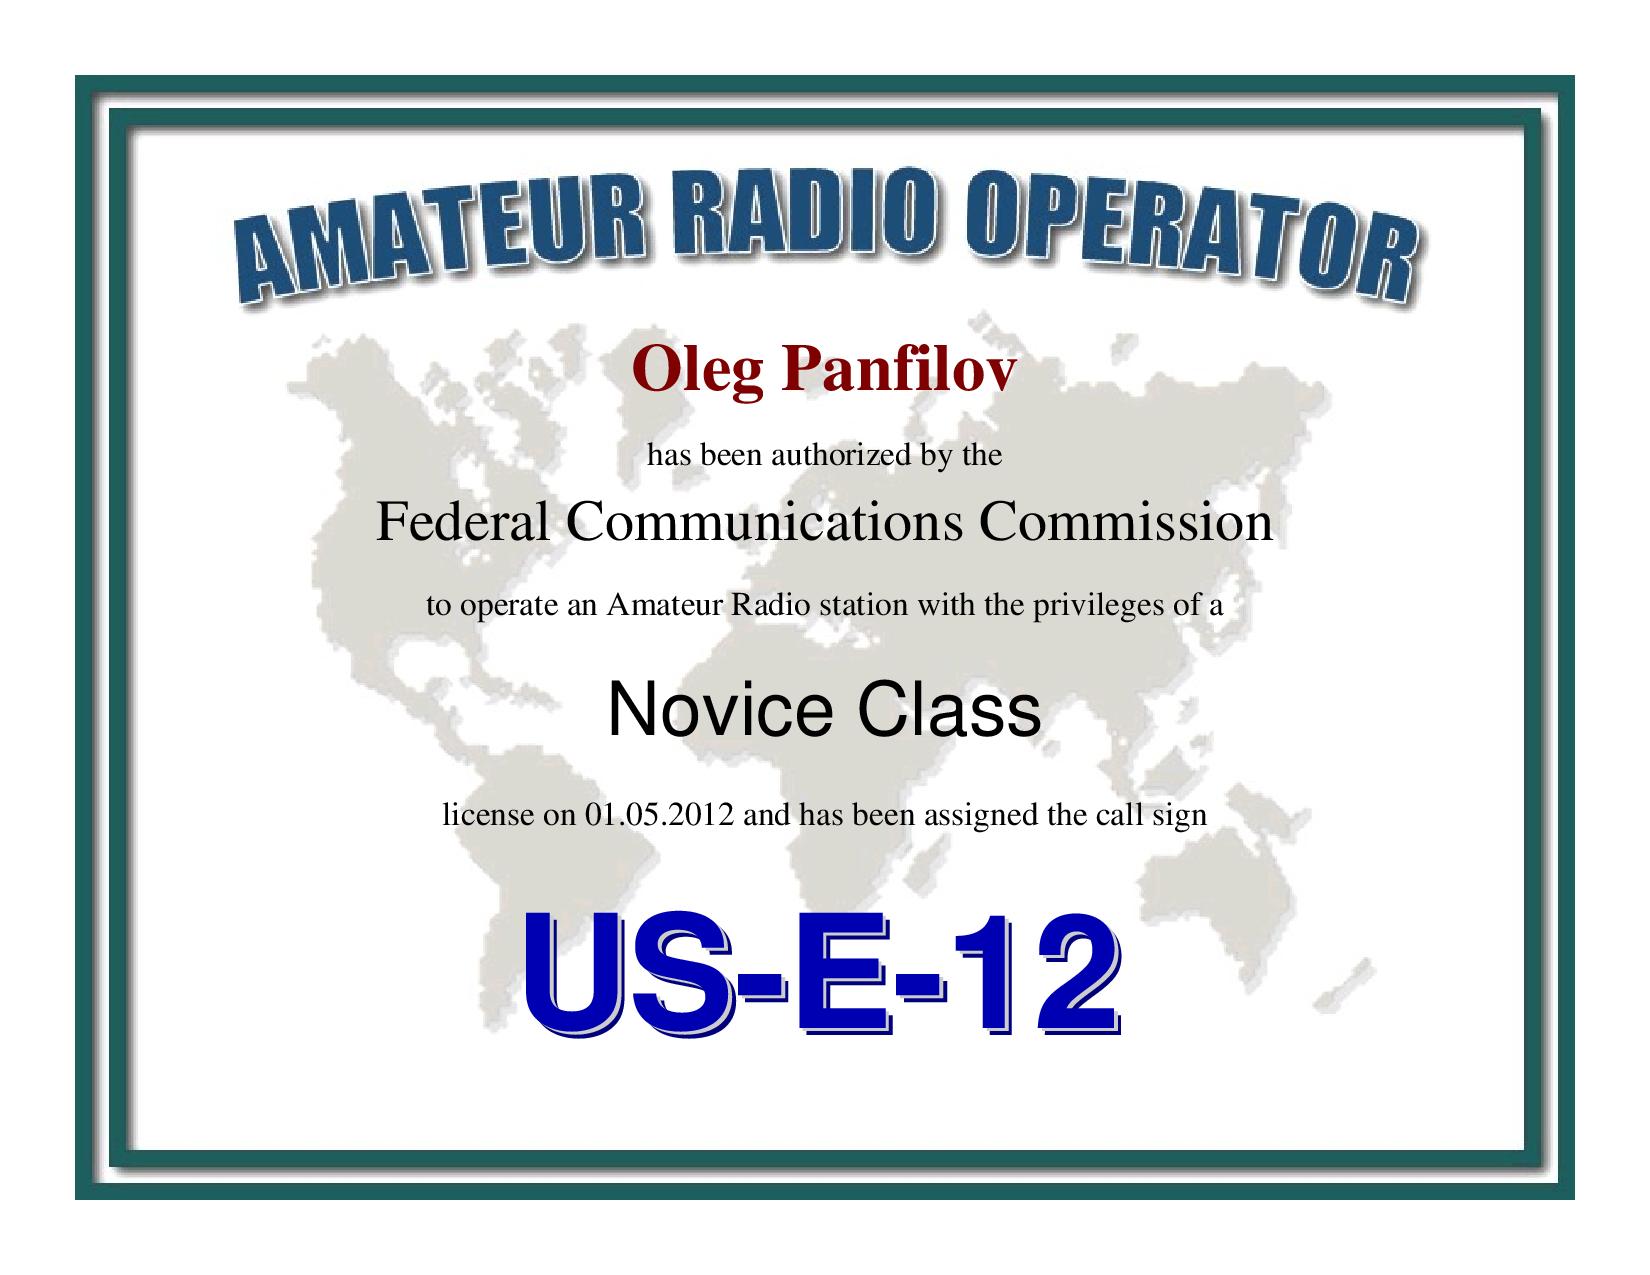 AMATEUR RADIO OPERATOR
Oleg Panfilov
has been authorized by the
Federal Communications Commission
to operate an Amateur Radio station with the privileges of a
Novice Class
license on 01.05.2012 and has been assigned the call sign
US-E-12